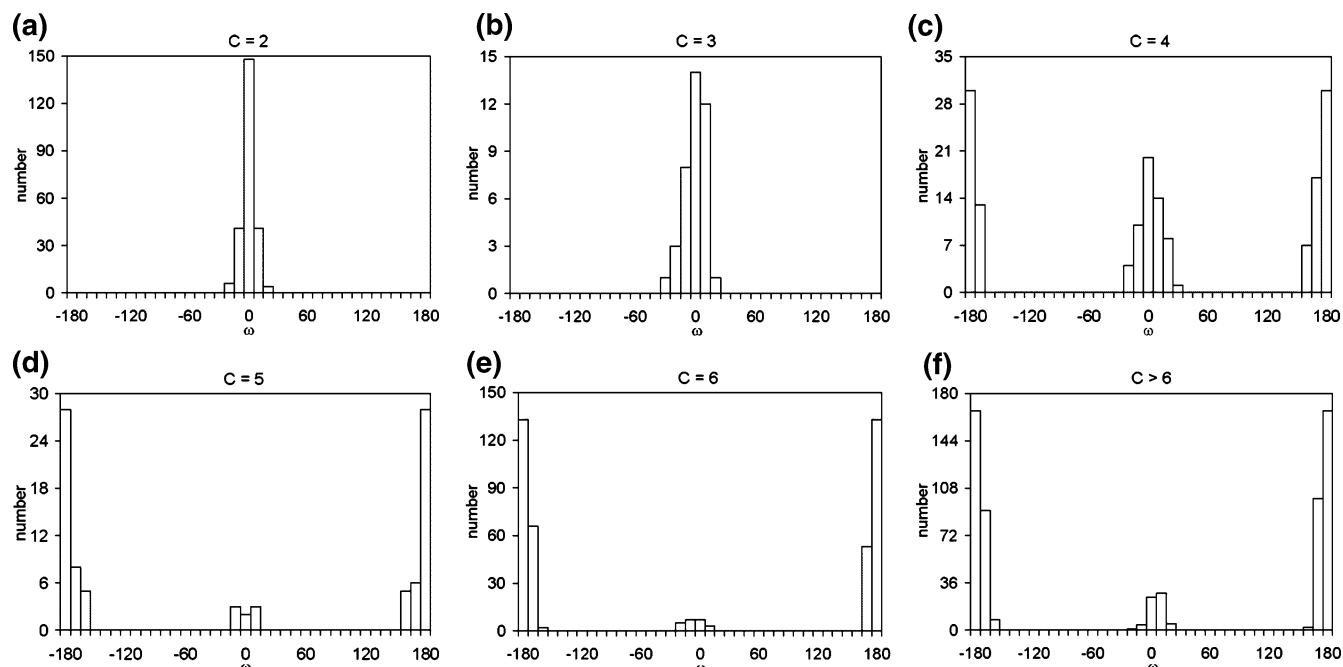 (a)
C = 2
number
150
120
90
60
30
0
-180 -120 -60 0 60 120 180
ω
(b)
C = 3
number
15
12
9
6
3
0
-180 -120 -60 0 60 120 180
ω
(c)
C = 4
number
35
28
21
14
7
0
-180 -120 -60 0 60 120 180
ω
(d)
C = 5
number
30
24
18
12
6
0
-180 -120 -60 0 60 120 180
ω
(e)
C = 6
number
150
120
90
60
30
0
-180 -120 -60 0 60 120 180
ω
(f)
C > 6
number
180
144
108
72
36
0
-180 -120 -60 0 60 120 180
ω